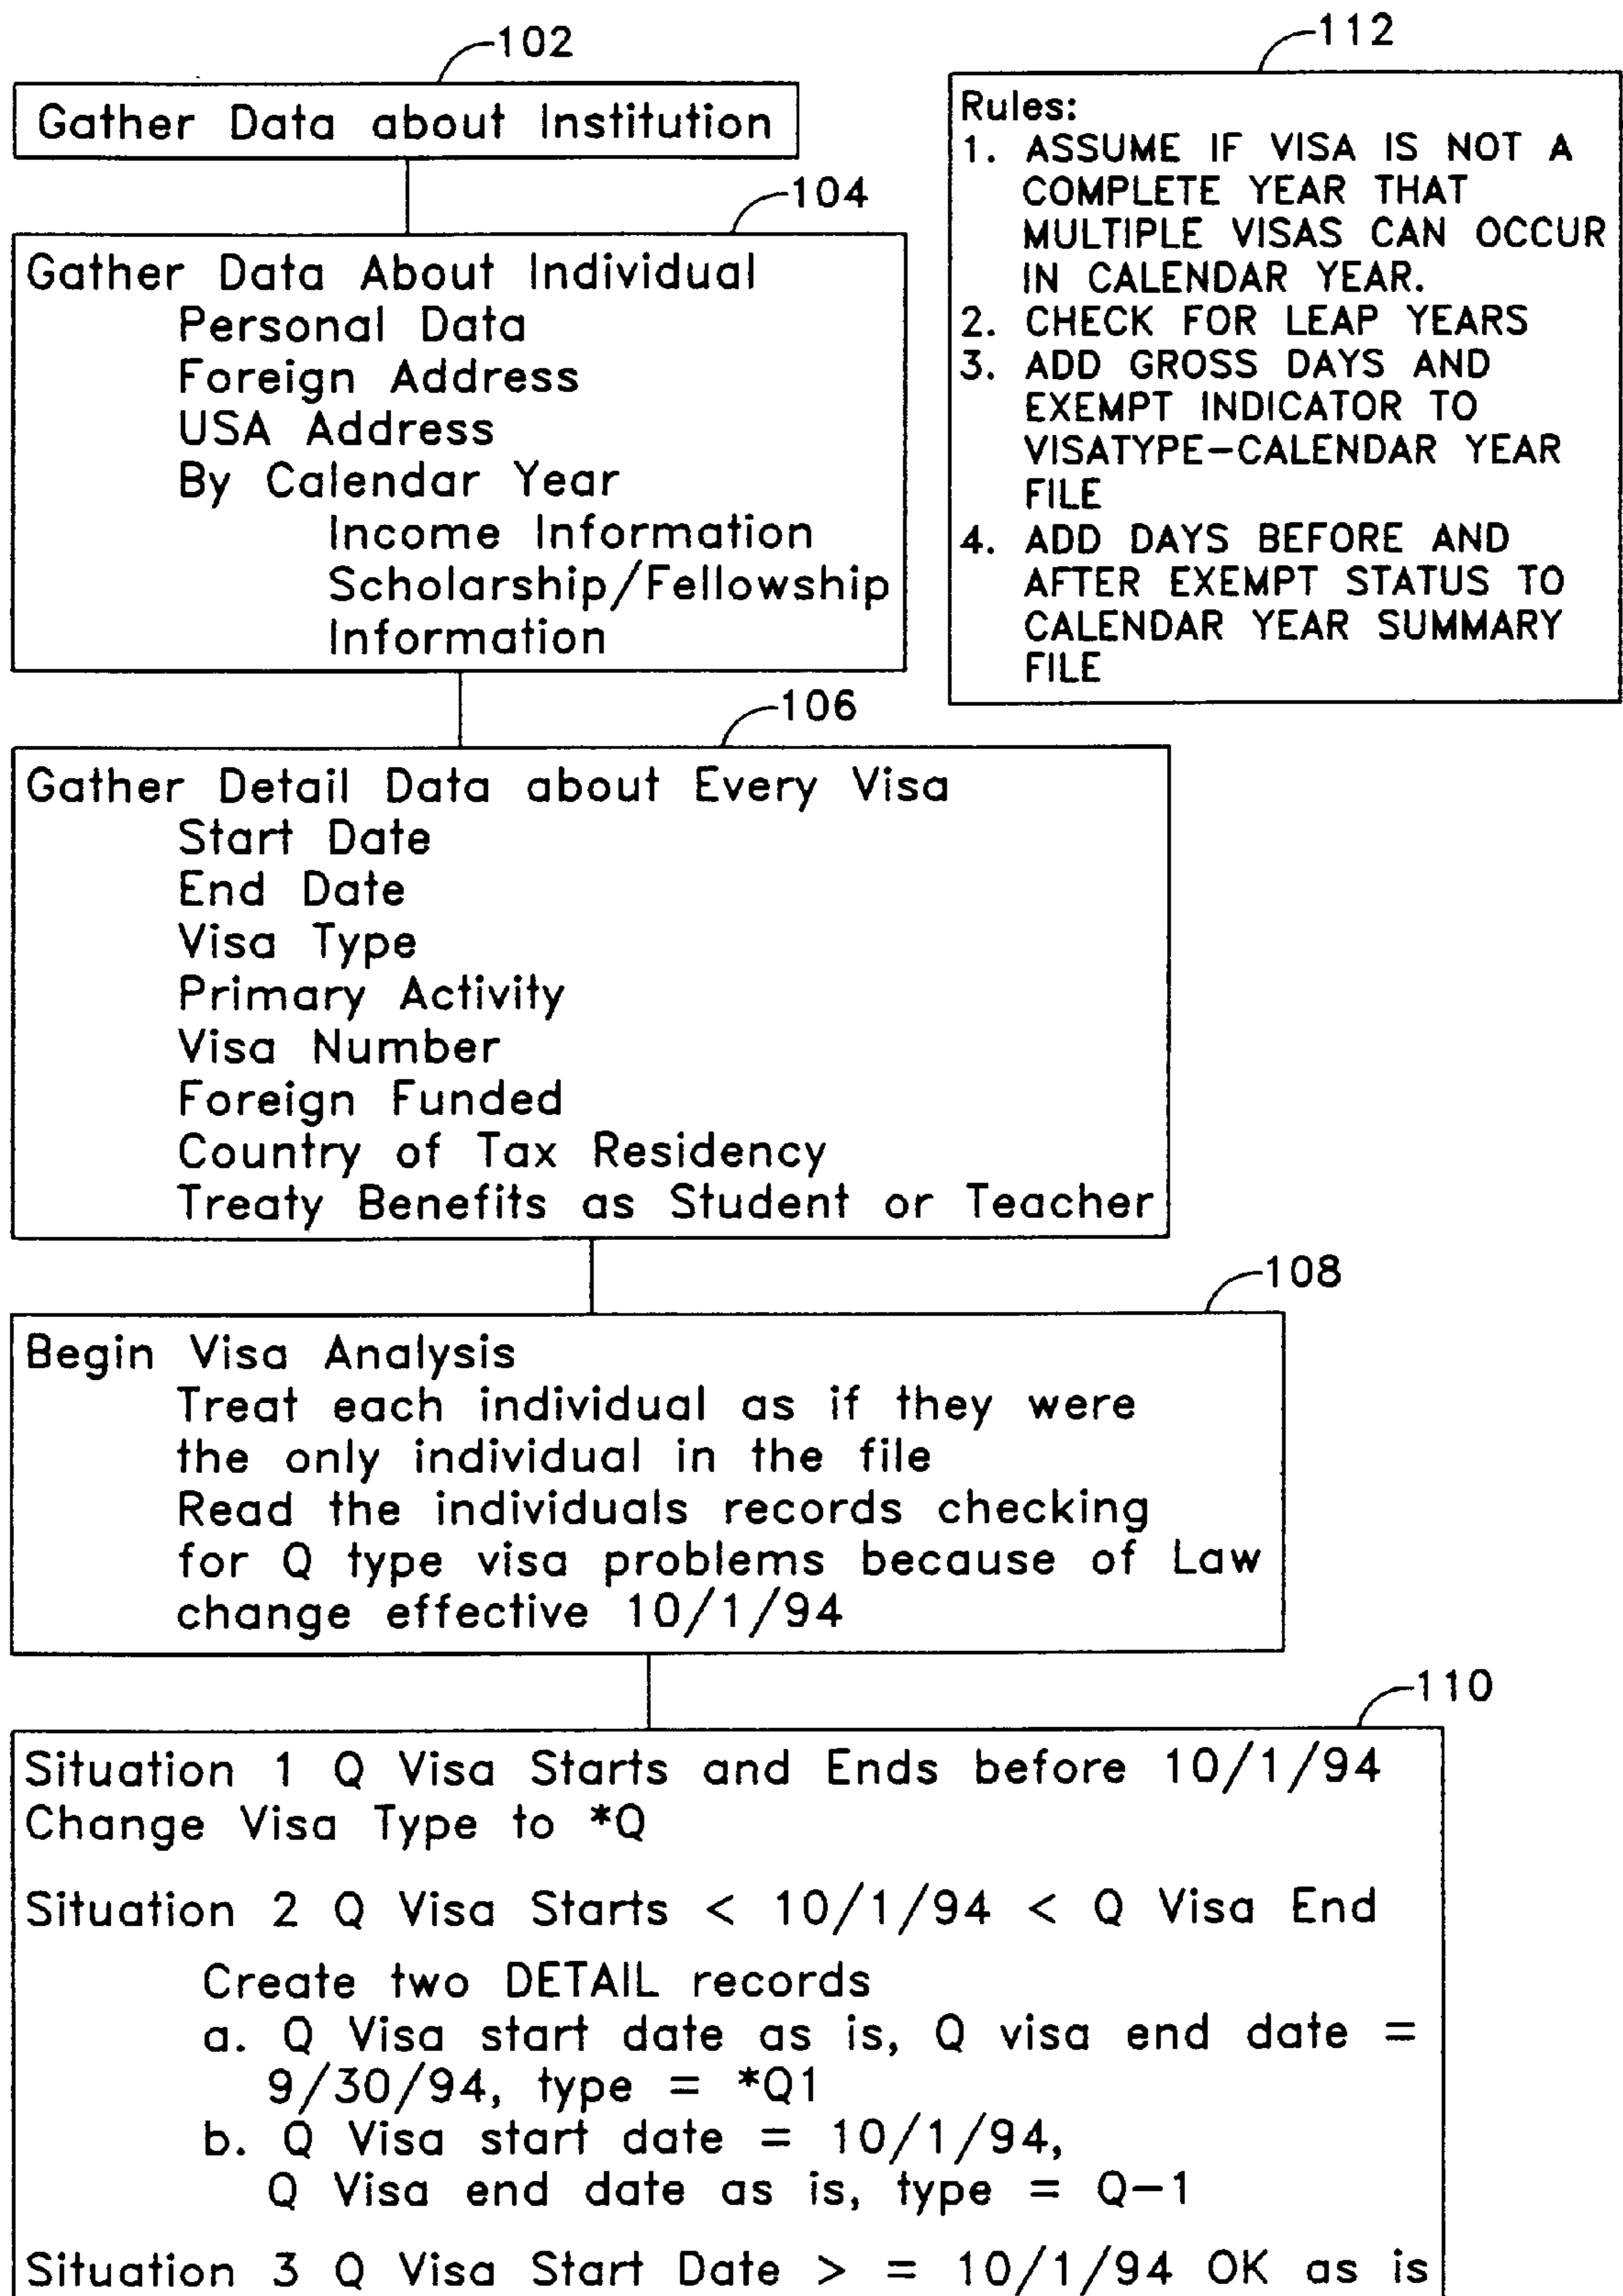 102
Gather Data about Institution
104
Gather Data About Individual
Personal Data
Foreign Address
USA Address
By Calendar Year
Income Information
Scholarship/Fellowship
Information
112
Rules:
1. ASSUME IF VISA IS NOT A
COMPLETE YEAR THAT
MULTIPLE VISAS CAN OCCUR
IN CALENDAR YEAR.
2. CHECK FOR LEAP YEARS
3. ADD GROSS DAYS AND
EXEMPT INDICATOR TO
VISATYPE-CALENDAR YEAR
FILE
4. ADD DAYS BEFORE AND
AFTER EXEMPT STATUS TO
CALENDAR YEAR SUMMARY
FILE
106
Gather Detail Data about Every Visa
Start Date
End Date
Visa Type
Primary Activity
Visa Number
Foreign Funded
Country of Tax Residency
Treaty Benefits as Student or Teacher
108
Begin Visa Analysis
Treat each individual as if they were
the only individual in the file
Read the individuals records checking
for Q type visa problems because of Law
change effective 10/1/94
110
Situation 1 Q Visa Starts and Ends before 10/1/94
Change Visa Type to *Q
Situation 2 Q Visa Starts < 10/1/94 < Q Visa End
Create two DETAIL records
a. Q Visa start date as is, Q visa end date =
9/30/94, type = *Q1
b. Q Visa start date = 10/1/94,
Q Visa end date as is, type = Q-1
Situation 3 Q Visa Start Date > = 10/1/94 OK as is